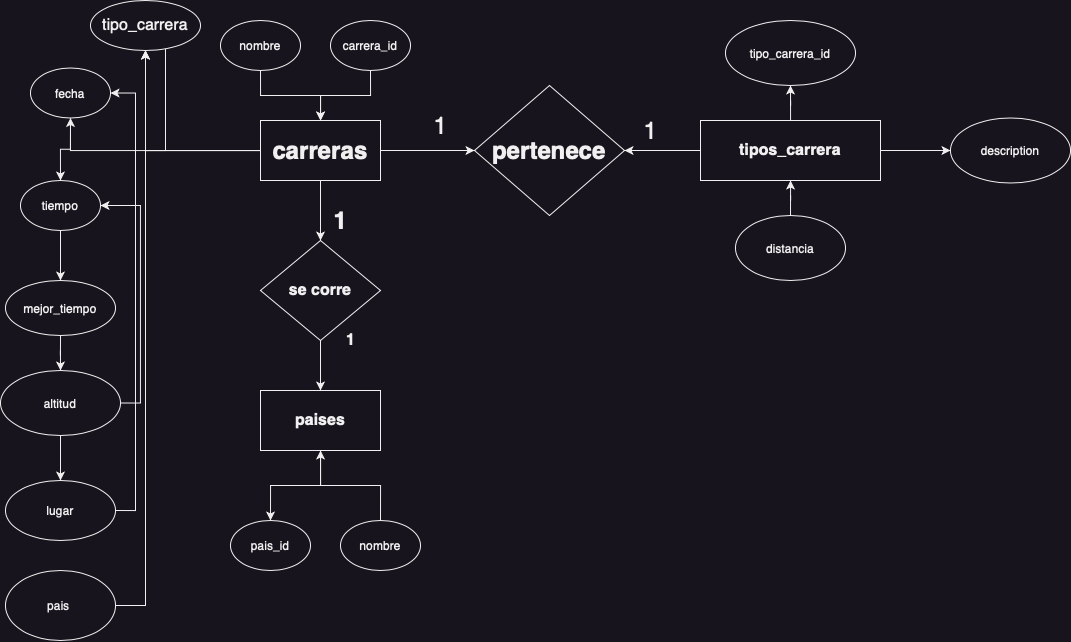 tipo_carrera
nombre
carrera_id
tipo_carrera_id
fecha
1
1
carreras
pertenece
tipos_carrera
description
tiempo
1
distancia
se corre
mejor_tiempo
1
altitud
paises
lugar
pais_id
nombre
pais